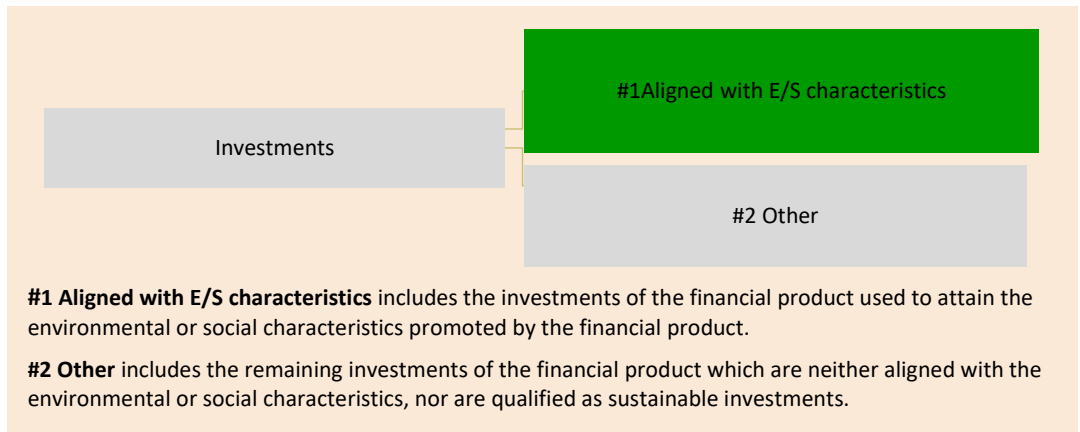 #1Aligned with E/S characteristics
Investments
#2 Other
#1 Aligned with E/S characteristics includes the investments of the financial product used to attain the
environmental or social characteristics promoted by the financial product.
#2 Other includes the remaining investments of the financial product which are neither aligned with the
environmental or social characteristics, nor are qualified as sustainable investments.